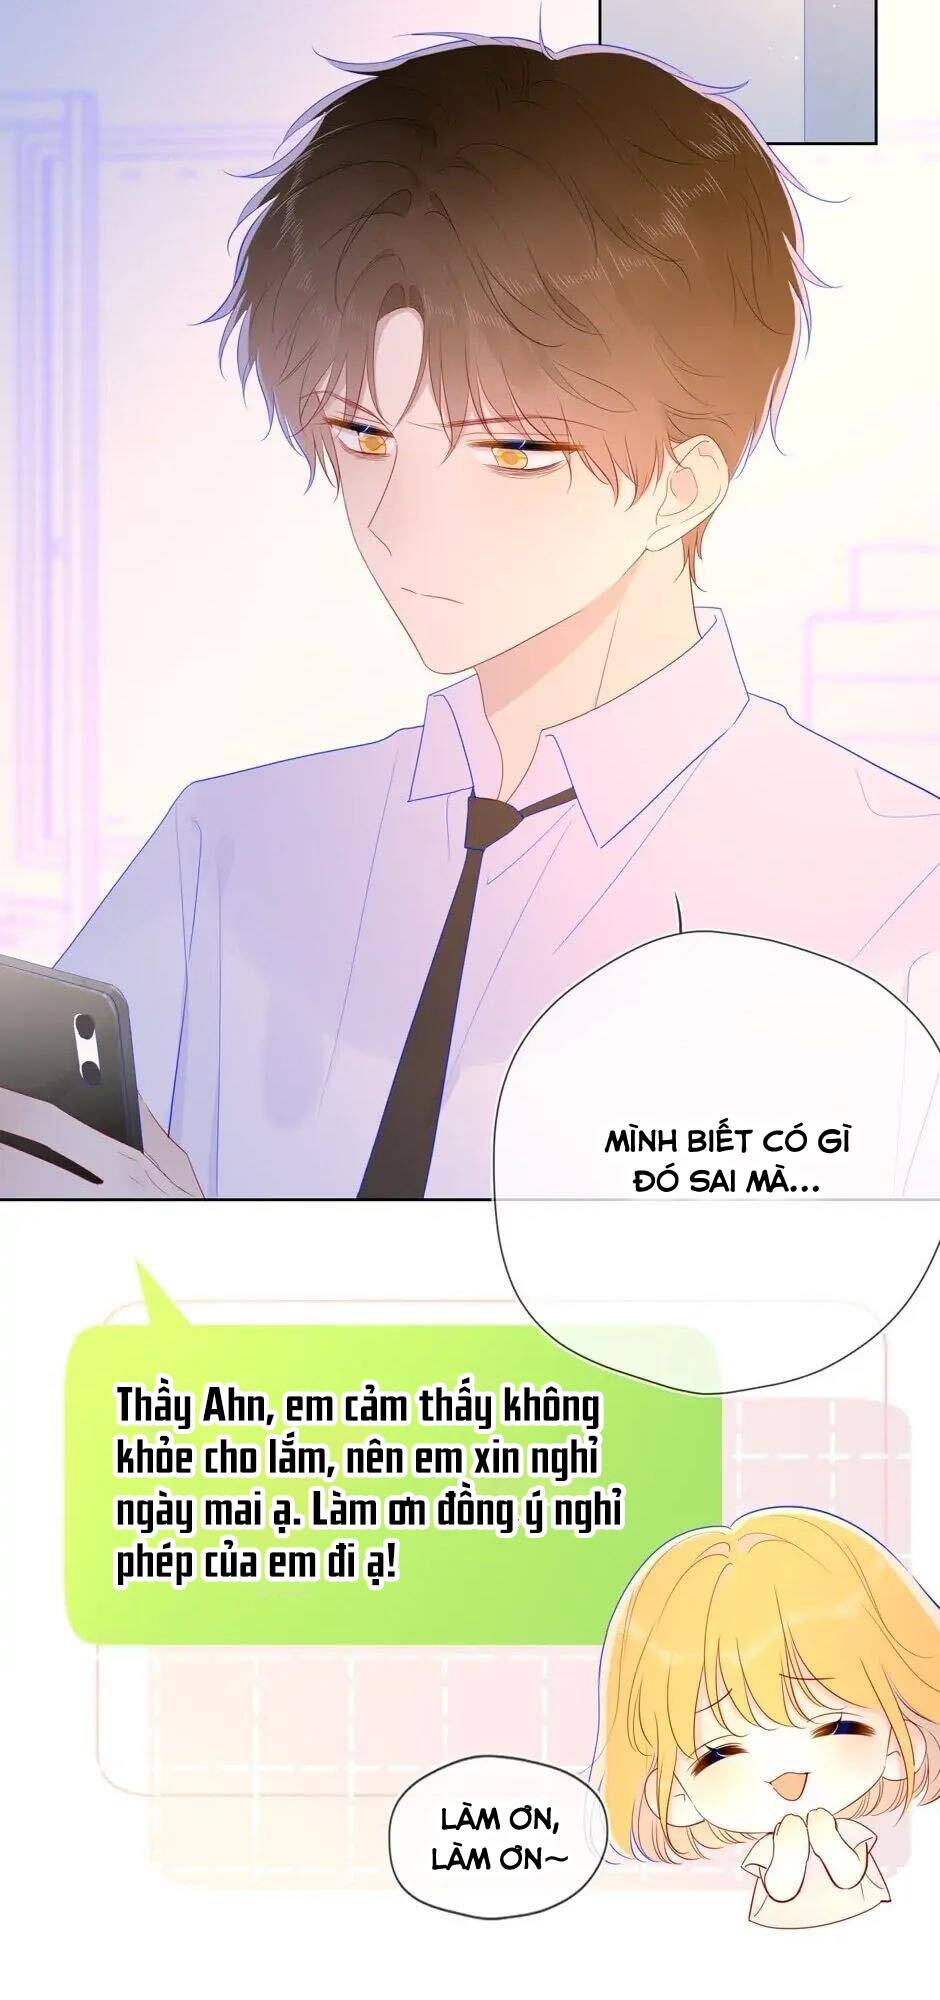 MÌNH BIẾT CÓ GÌ
ĐÓ SAI MÀ...
Thầy Ahn, em cảm thấy không
khỏe cho lắm, nên em xin nghỉ
ngày mai ạ. Làm ơn đồng ý nghỉ
phép của em đi ạ!
LÀM ƠN,
LÀM ƠN~